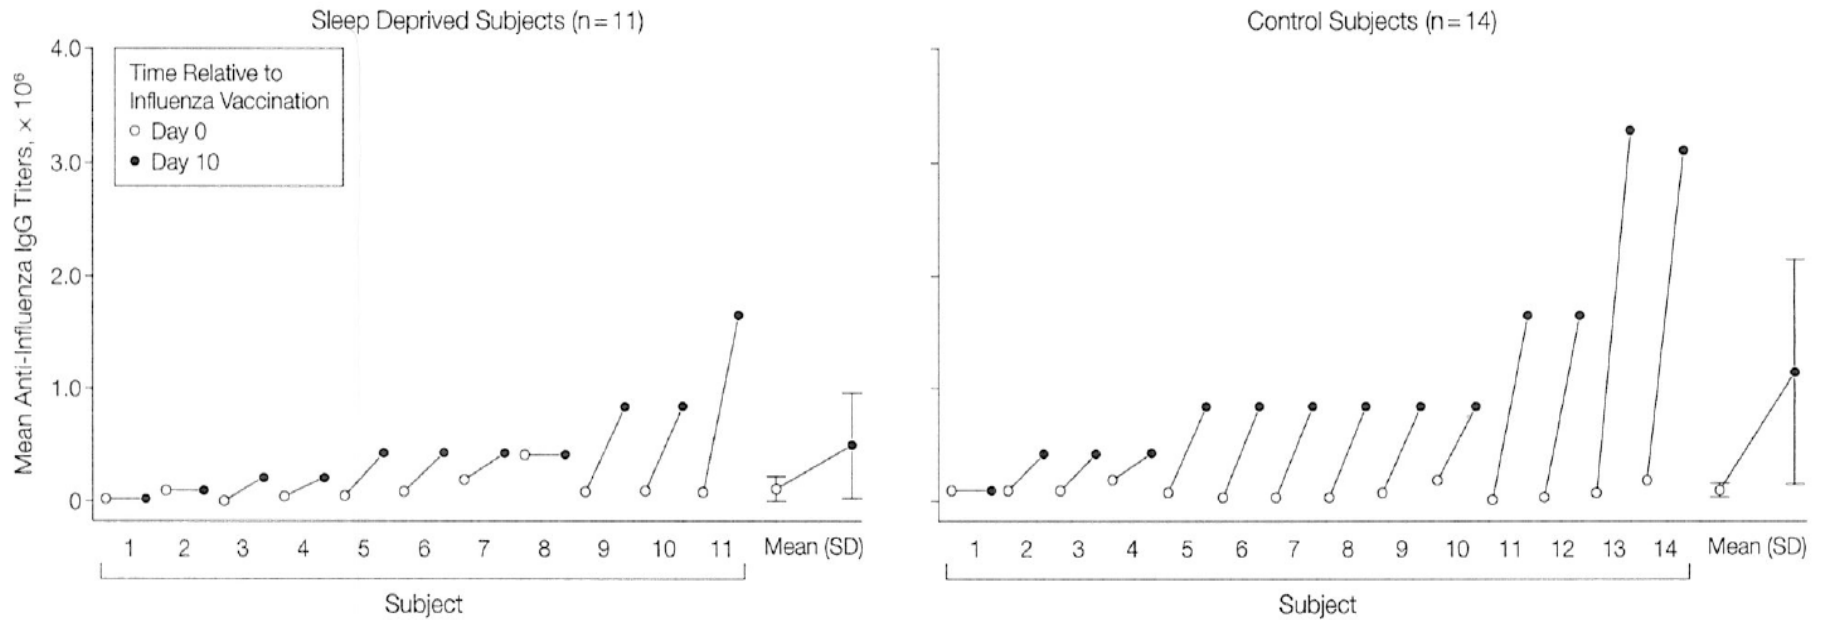 Sleep Deprived Subjects (n=11)
Control Subjects (n=14)
Mean Anti-Influenza IgG Titers, × 10⁶
4.0
3.0
2.0
1.0
0
Time Relative to
Influenza Vaccination
Day 0
Day 10
1 2 3 4 5 6 7 8 9 10 11 Mean (SD)
Subject
1 2 3 4 5 6 7 8 9 10 11 12 13 14 Mean (SD)
Subject